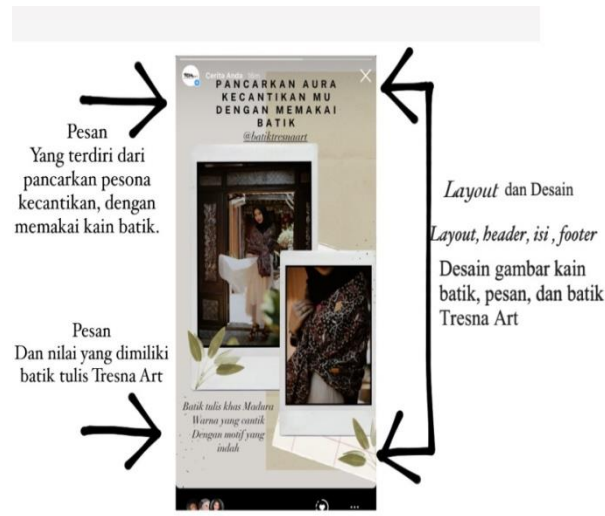 Cerita Anda
PANCARKAN AURA
KECANTIKAN MU
DENGAN MEMAKAI
BATIK
@batiktresnaart
Batik tulis khas Madura
Warna yang cantik
Dengan motif yang
indah
Pesan
Yang terdiri dari
pancarkan pesona
kecantikan, dengan
memakai kain batik.
Pesan
Dan nilai yang dimiliki
batik tulis Tresna Art
Layout dan Desain
Layout, header, isi , footer
Desain gambar kain
batik, pesan, dan batik
Tresna Art